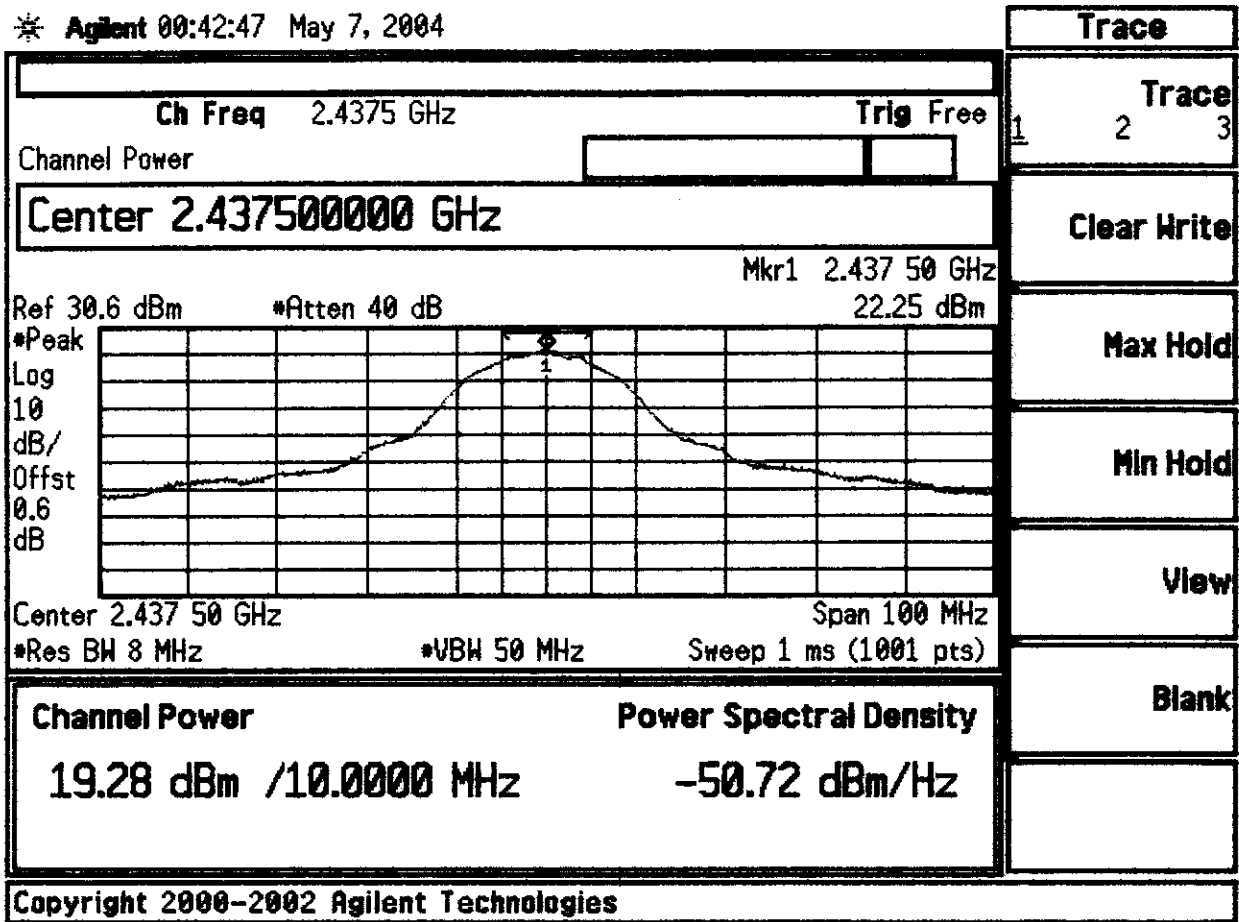 Agilent 00:42:47 May 7, 2004
Trace
Ch Freq 2.4375 GHz Trig Free
Trace
1 2 3
Channel Power
Center 2.437500000 GHz
Clear Write
Mkr1 2.437 50 GHz
Ref 30.6 dBm *Atten 40 dB 22.25 dBm
*Peak
Log
10
dB/
Offst
0.6
dB
1
Max Hold
Min Hold
View
Center 2.437 50 GHz Span 100 MHz
*Res BW 8 MHz *VBW 50 MHz Sweep 1 ms (1001 pts)
Blank
Channel Power Power Spectral Density
19.28 dBm /10.0000 MHz -50.72 dBm/Hz
Copyright 2000-2002 Agilent Technologies